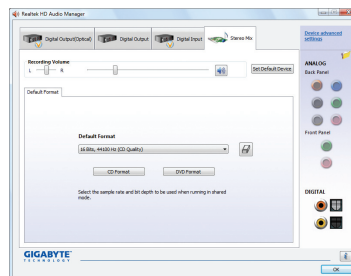 Realtek HD Audio Manager
Digital Output(Optical)
Digital Output
Digital Input
Stereo Mix
Device advanced
settings
Recording Volume
L
R
Set Default Device
ANALOG
Back Panel
Default Format
Default Format
16 Bits, 44100 Hz (CD Quality)
CD Format
DVD Format
Select the sample rate and bit depth to be used when running in shared
mode.
Front Panel
DIGITAL
GIGABYTE
TECHNOLOGY
OK